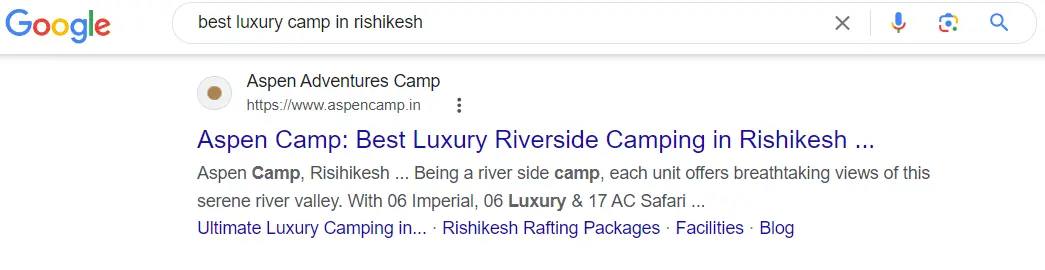 Google best luxury camp in rishikesh
Aspen Adventures Camp
https://www.aspencamp.in
Aspen Camp: Best Luxury Riverside Camping in Rishikesh ...
Aspen Camp, Risihikesh ... Being a river side camp, each unit offers breathtaking views of this
serene river valley. With 06 Imperial, 06 Luxury & 17 AC Safari ...
Ultimate Luxury Camping in... · Rishikesh Rafting Packages · Facilities · Blog